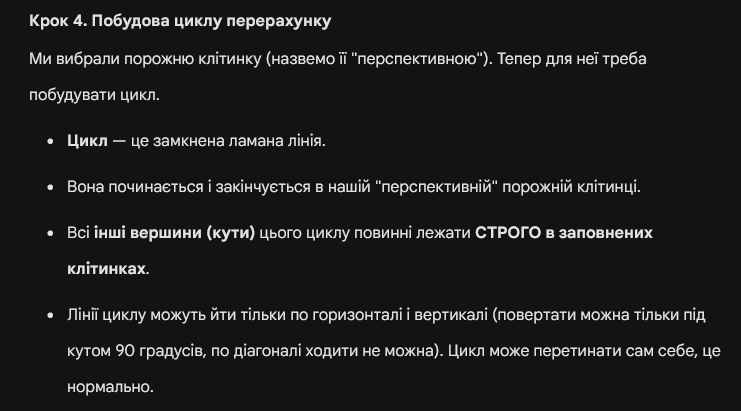 Крок 4. Побудова циклу перерахунку
Ми вибрали порожню клітинку (назвемо її "перспективною"). Тепер для неї треба
побудувати цикл.
• Цикл — це замкнена ламана лінія.
• Вона починається і закінчується в нашій "перспективній" порожній клітинці.
• Всі інші вершини (кути) цього циклу повинні лежати СТРОГО в заповнених
клітинках.
• Лінії циклу можуть йти тільки по горизонталі і вертикалі (повертати можна тільки під
кутом 90 градусів, по діагоналі ходити не можна). Цикл може перетинати сам себе, це
нормально.